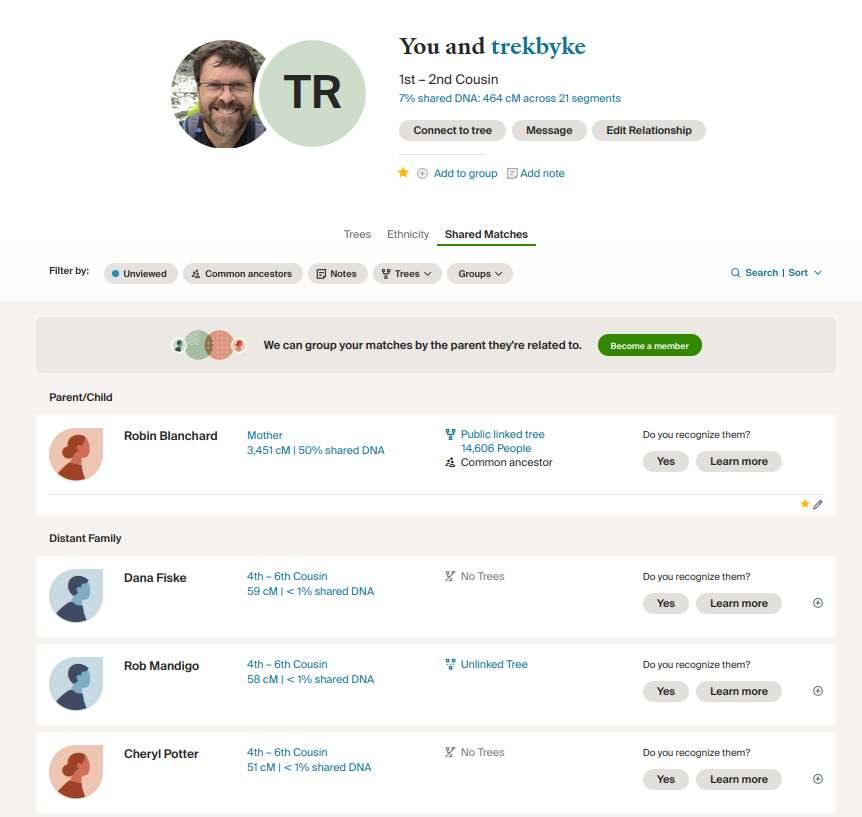 You and trekbyke
TR
1st – 2nd Cousin
7% shared DNA: 464 cM across 21 segments
Connect to tree Message Edit Relationship
Add to group Add note
Trees Ethnicity Shared Matches
Filter by: Unviewed Common ancestors Notes Trees Groups Search | Sort
We can group your matches by the parent they're related to. Become a member
Parent/Child
Robin Blanchard Mother Public linked tree Do you recognize them?
3,451 cM | 50% shared DNA 14,606 People
Common ancestor Yes Learn more
Distant Family
Dana Fiske 4th – 6th Cousin No Trees Do you recognize them?
59 cM | < 1% shared DNA Yes Learn more
Rob Mandigo 4th – 6th Cousin Unlinked Tree Do you recognize them?
58 cM | < 1% shared DNA Yes Learn more
Cheryl Potter 4th – 6th Cousin No Trees Do you recognize them?
51 cM | < 1% shared DNA Yes Learn more